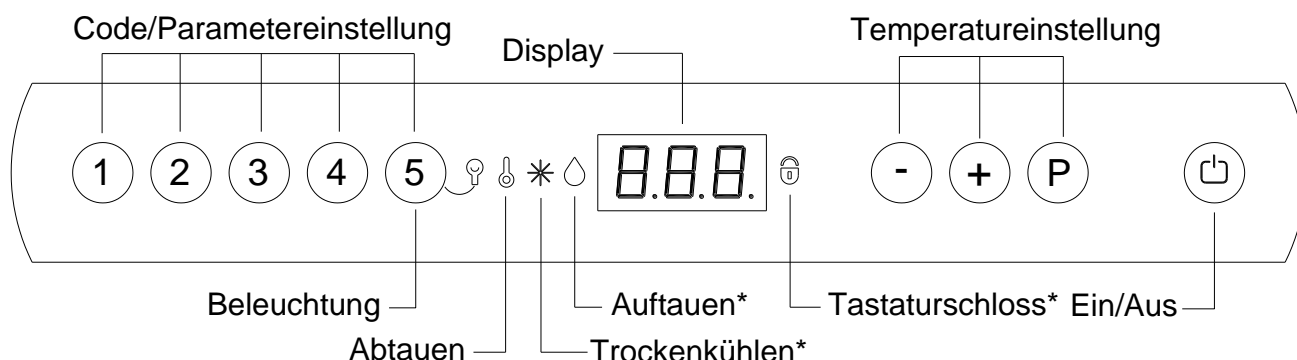 Code/Parametereinstellung
Display
Temperatureinstellung
1 2 3 4 5 8.8.8. - + P
Beleuchtung
Auftauen*
Tastaturschloss*
Ein/Aus
Abtauen
Trockenkühlen*